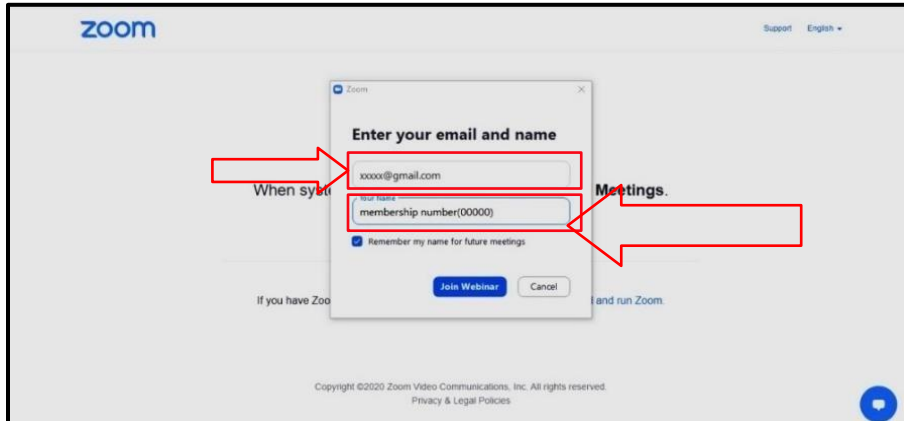 zoom
Support English
Zoom
Enter your email and name
xxxxx@gmail.com
When syst Meetings.
Your Name
membership number(00000)
Remember my name for future meetings
Join Webinar Cancel
If you have Zoo and run Zoom.
Copyright ©2020 Zoom Video Communications, Inc. All rights reserved.
Privacy & Legal Policies